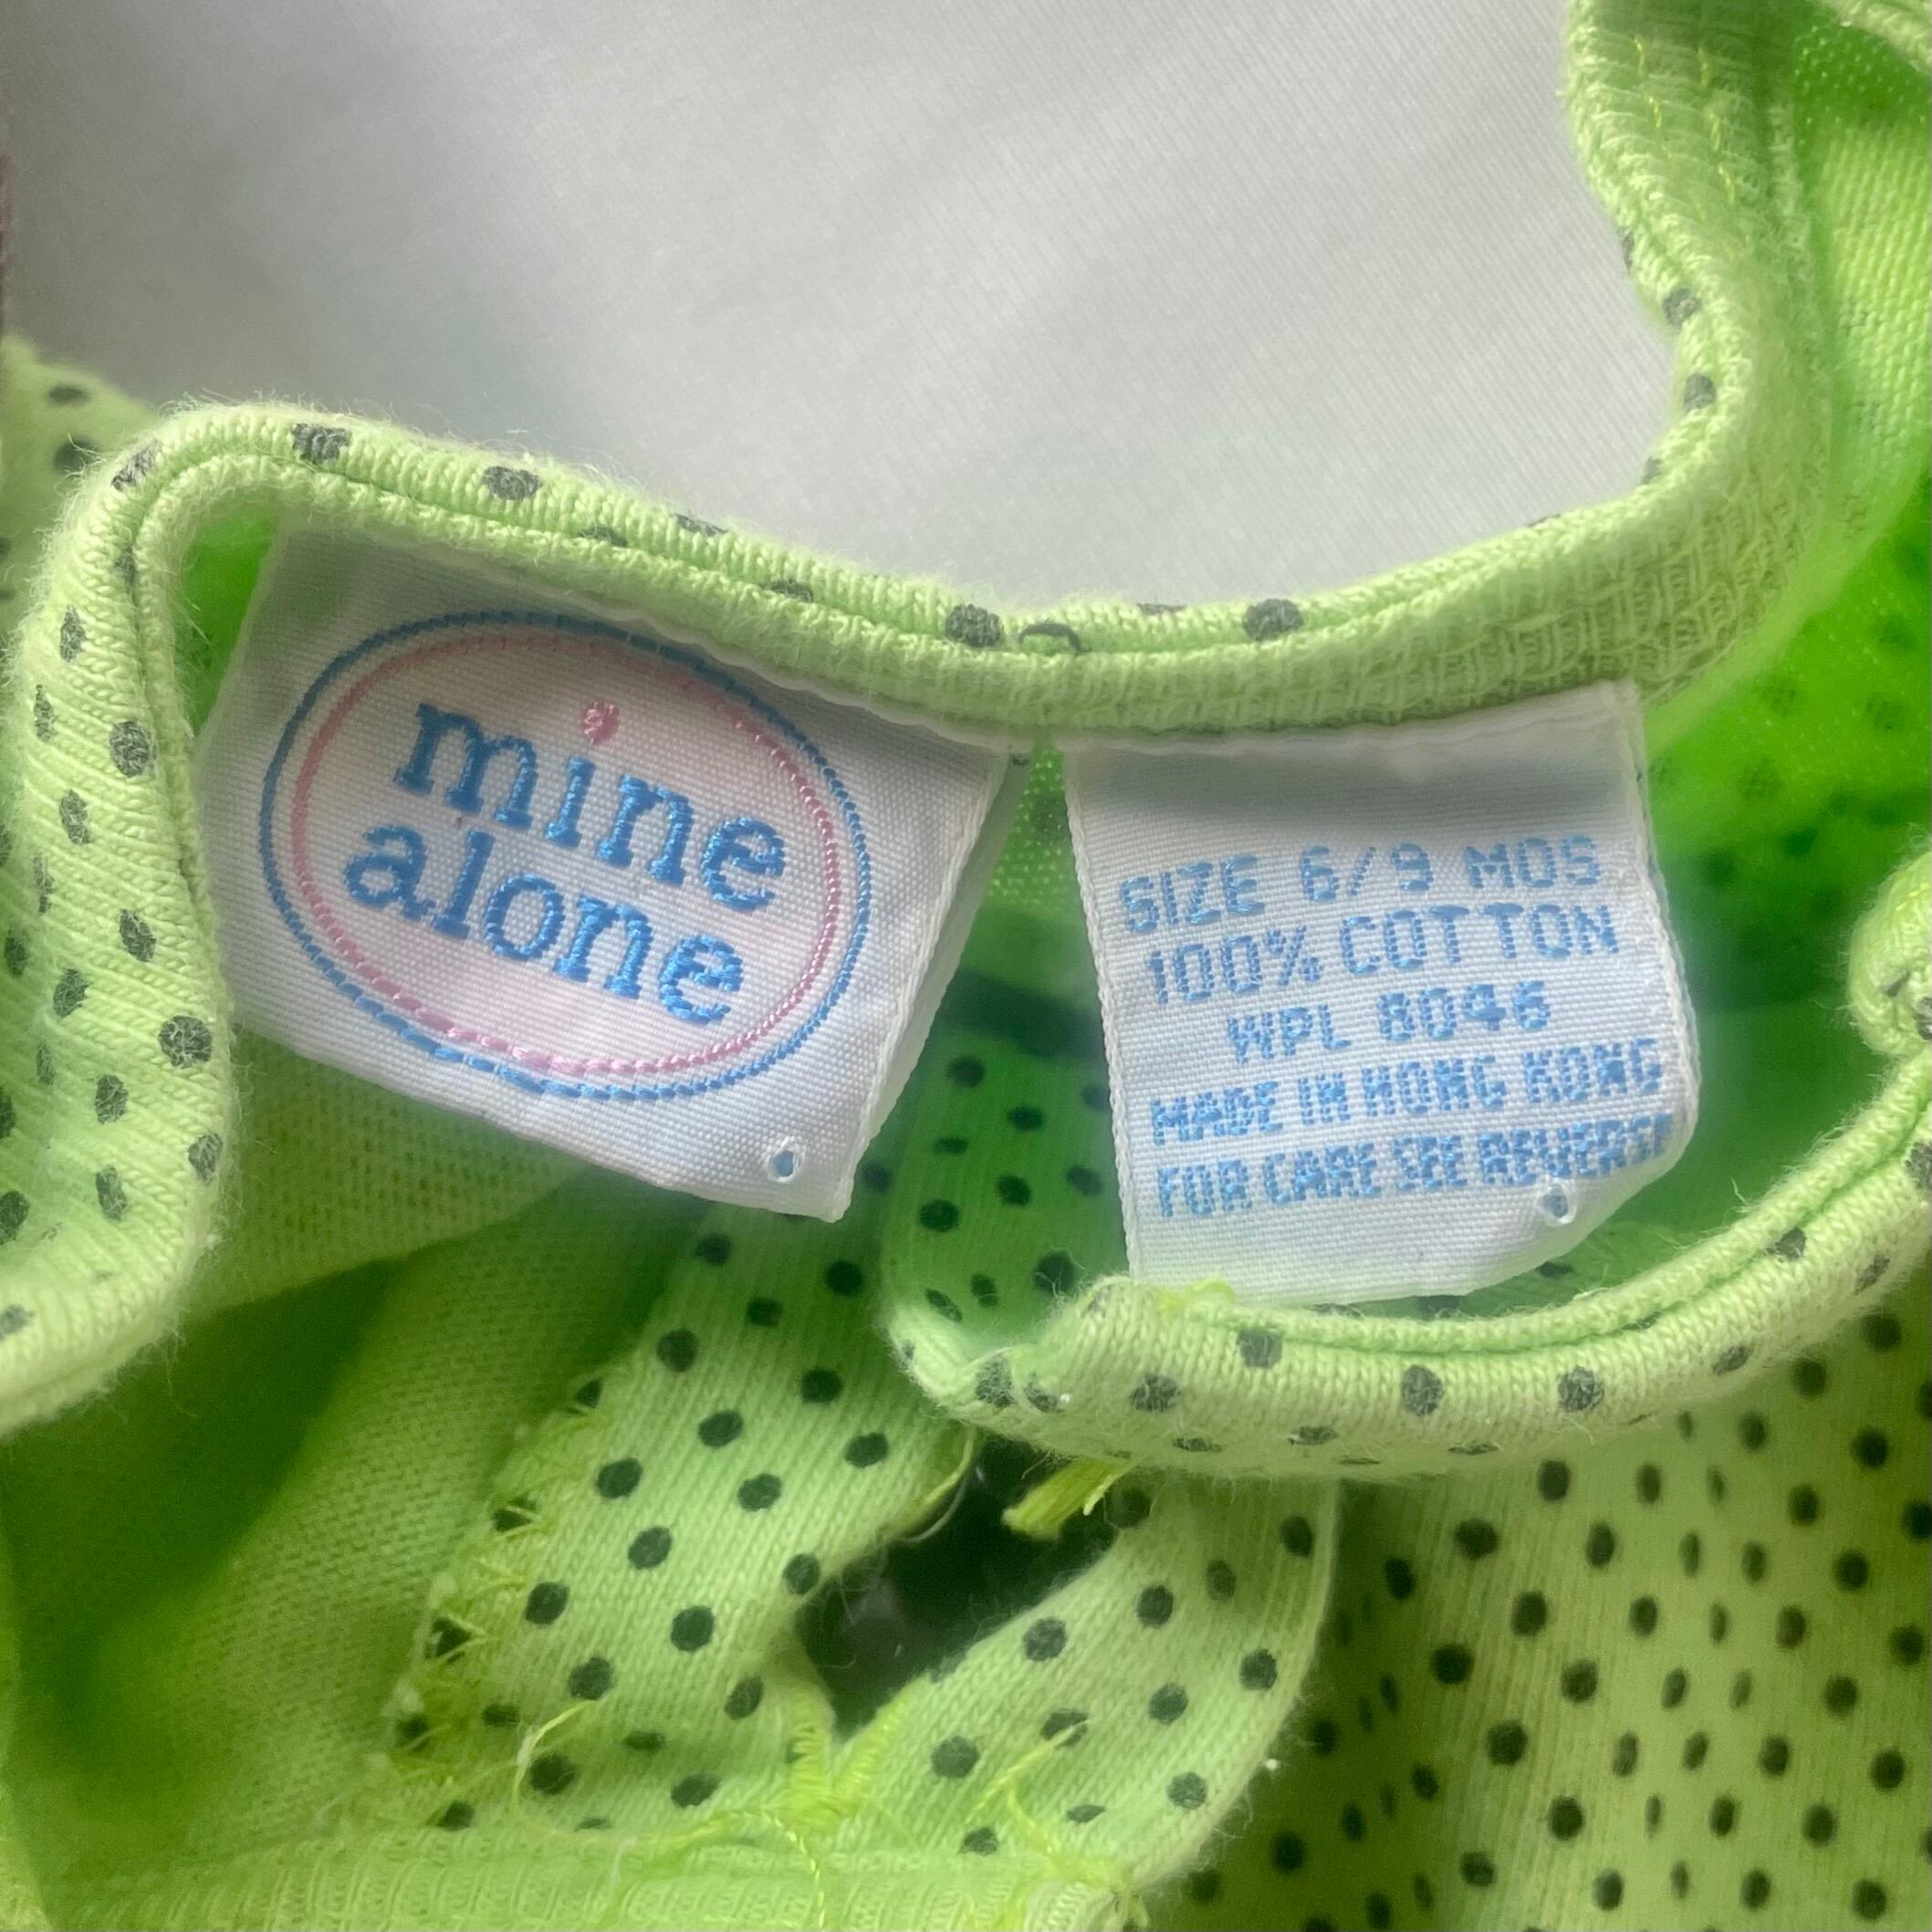 mine
alone
SIZE 6/9 MOS
100% COTTON
WPL 8046
MADE IN HONG KONG
FOR CARE SEE REVERSE